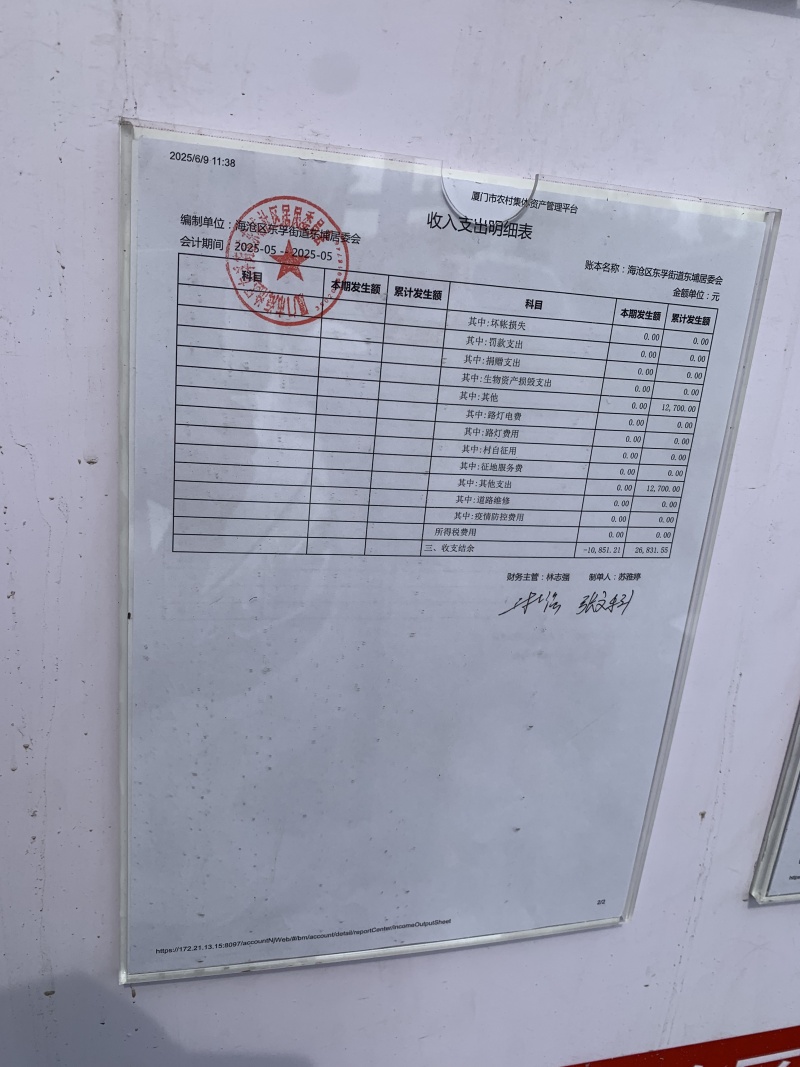 2025/6/9 11:38
厦门市农村集体资产管理平台
收入支出明细表
编制单位：海沧区东孚街道东埔居委会
会计期间 2025-05 -- 2025-05
账本名称：海沧区东孚街道东埔居委会
金额单位：元
科目 本期发生额 累计发生额 科目 本期发生额 累计发生额
其中:坏帐损失 0.00 0.00
其中:罚款支出 0.00 0.00
其中:捐赠支出 0.00 0.00
其中:生物资产损毁支出 0.00 0.00
其中:其他 0.00 12,700.00
其中:路灯电费 0.00 0.00
其中:路灯费用 0.00 0.00
其中:村自征用 0.00 0.00
其中:征地服务费 0.00 0.00
其中:其他支出 0.00 12,700.00
其中:道路维修 0.00 0.00
其中:疫情防控费用 0.00 0.00
所得税费用 0.00 0.00
三、收支结余 -10,851.21 26,831.55
财务主管：林志强 制单人：苏雅婷
2/2